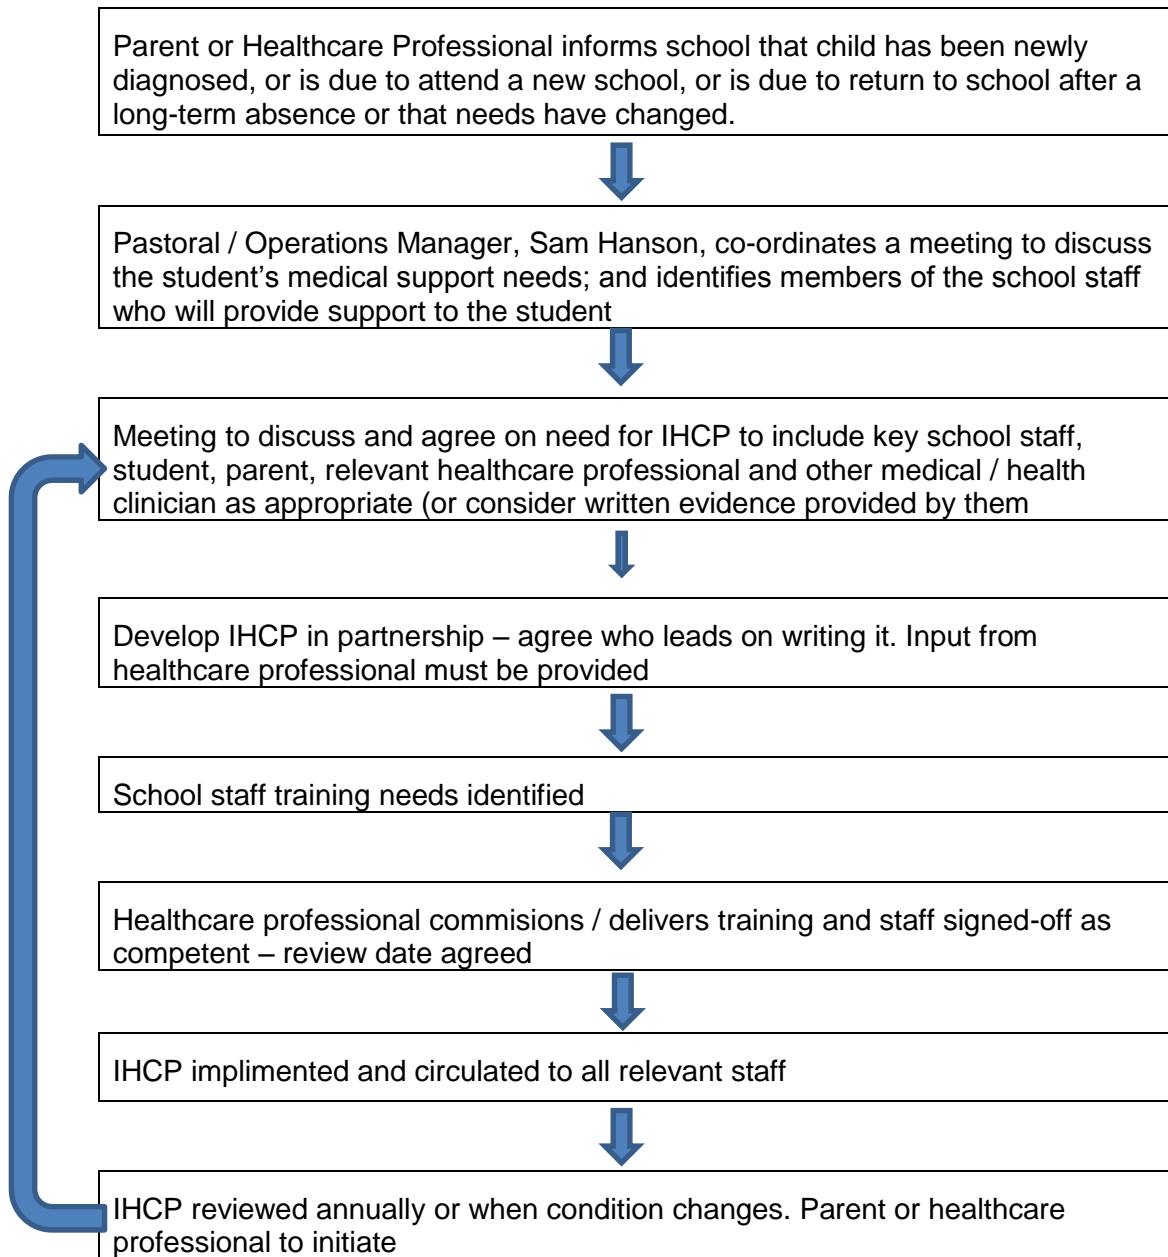 Parent or Healthcare Professional informs school that child has been newly
diagnosed, or is due to attend a new school, or is due to return to school after a
long-term absence or that needs have changed.
Pastoral / Operations Manager, Sam Hanson, co-ordinates a meeting to discuss
the student’s medical support needs; and identifies members of the school staff
who will provide support to the student
Meeting to discuss and agree on need for IHCP to include key school staff,
student, parent, relevant healthcare professional and other medical / health
clinician as appropriate (or consider written evidence provided by them
Develop IHCP in partnership – agree who leads on writing it. Input from
healthcare professional must be provided
School staff training needs identified
Healthcare professional commisions / delivers training and staff signed-off as
competent – review date agreed
IHCP implimented and circulated to all relevant staff
IHCP reviewed annually or when condition changes. Parent or healthcare
professional to initiate